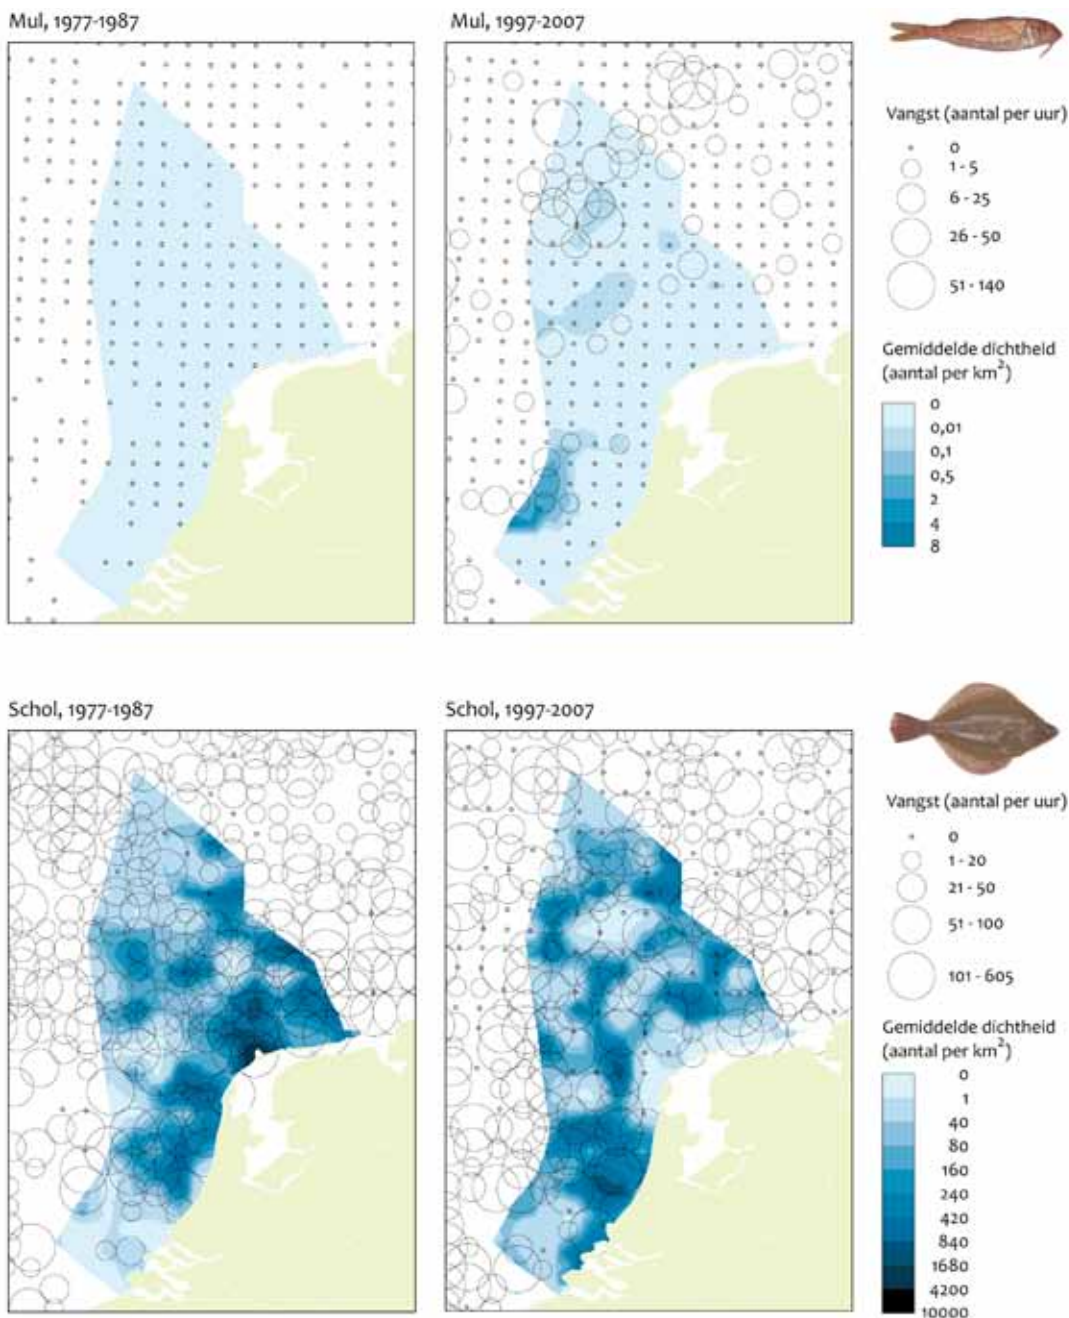 Mul, 1977-1987
Mul, 1997-2007
Vangst (aantal per uur)
0
1 - 5
6 - 25
26 - 50
51 - 140
Gemiddelde dichtheid
(aantal per km²)
0
0,01
0,1
0,5
2
4
8
Schol, 1977-1987
Schol, 1997-2007
Vangst (aantal per uur)
0
1 - 20
21 - 50
51 - 100
101 - 605
Gemiddelde dichtheid
(aantal per km²)
0
1
40
80
160
240
420
840
1680
4200
10000